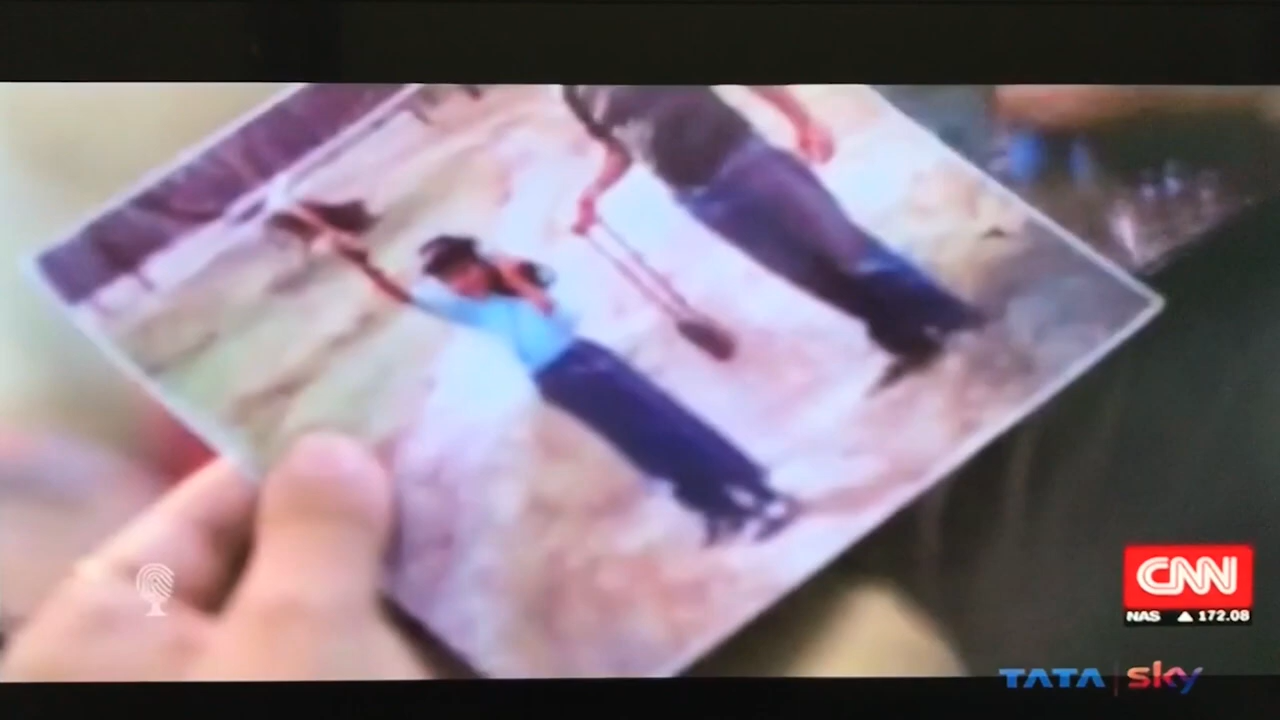 CNN
NAS ▲ 172.08
TATA | sky